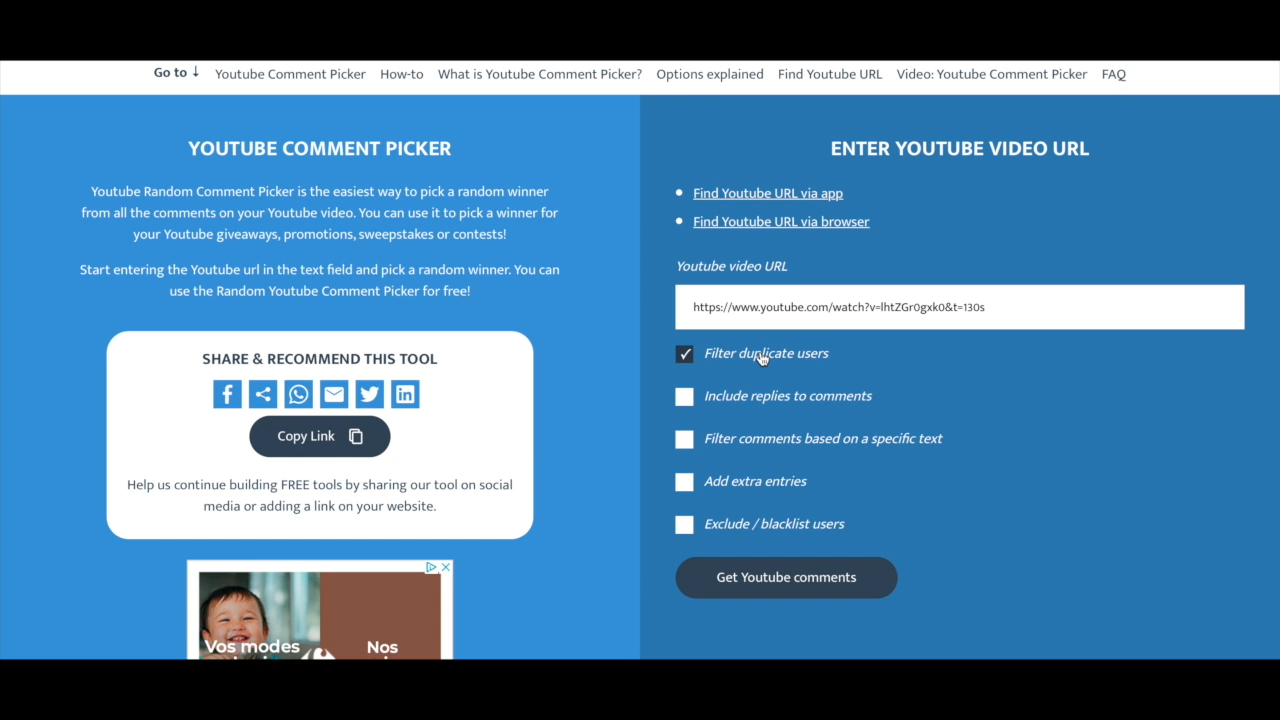 Go to ↓ Youtube Comment Picker How-to What is Youtube Comment Picker? Options explained Find Youtube URL Video: Youtube Comment Picker FAQ
YOUTUBE COMMENT PICKER
Youtube Random Comment Picker is the easiest way to pick a random winner
from all the comments on your Youtube video. You can use it to pick a winner for
your Youtube giveaways, promotions, sweepstakes or contests!
Start entering the Youtube url in the text field and pick a random winner. You can
use the Random Youtube Comment Picker for free!
SHARE & RECOMMEND THIS TOOL
Copy Link
Help us continue building FREE tools by sharing our tool on social
media or adding a link on your website.
Vos modes
Nos
ENTER YOUTUBE VIDEO URL
Find Youtube URL via app
Find Youtube URL via browser
Youtube video URL
https://www.youtube.com/watch?v=lhtZGr0gxk0&t=130s
Filter duplicate users
Include replies to comments
Filter comments based on a specific text
Add extra entries
Exclude / blacklist users
Get Youtube comments